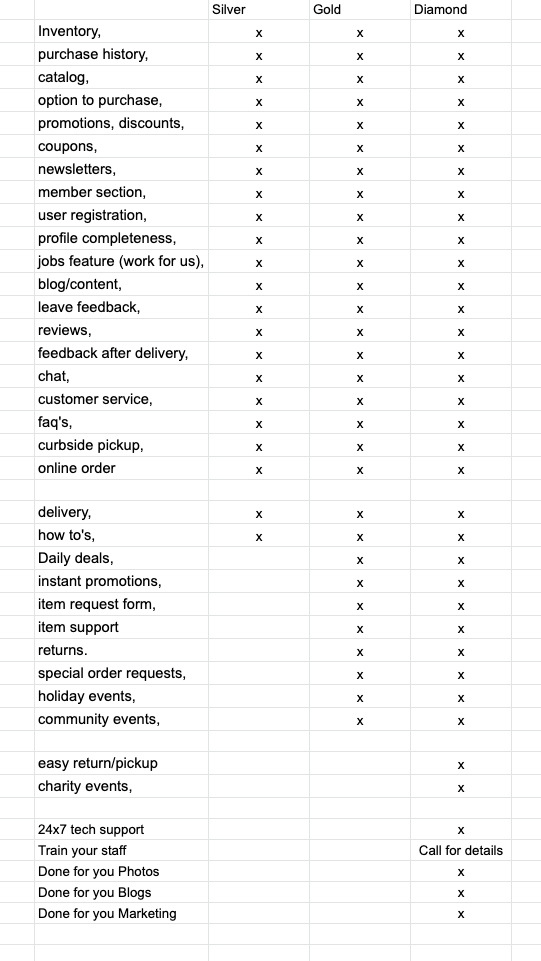 Silver Gold Diamond
Inventory, x x x
purchase history, x x x
catalog, x x x
option to purchase, x x x
promotions, discounts, x x x
coupons, x x x
newsletters, x x x
member section, x x x
user registration, x x x
profile completeness, x x x
jobs feature (work for us), x x x
blog/content, x x x
leave feedback, x x x
reviews, x x x
feedback after delivery, x x x
chat, x x x
customer service, x x x
faq's, x x x
curbside pickup, x x x
online order x x x
delivery, x x x
how to's, x x x
Daily deals, x x
instant promotions, x x
item request form, x x
item support x x
returns. x x
special order requests, x x
holiday events, x x
community events, x x
easy return/pickup x
charity events, x
24x7 tech support x
Train your staff Call for details
Done for you Photos x
Done for you Blogs x
Done for you Marketing x